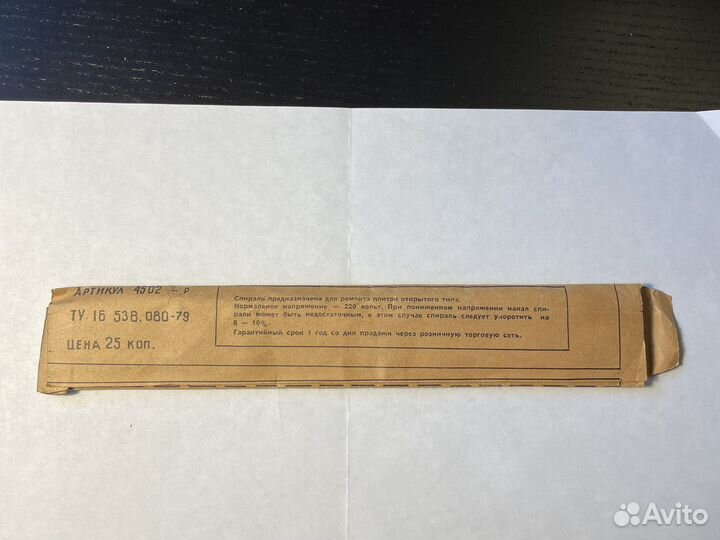 АРТИКУЛ 4502 - Р
ТУ 16 538.080-79
ЦЕНА 25 КОП.
Спираль предназначена для ремонта плиток открытого типа.
Нормальное напряжение — 220 вольт. При пониженном напряжении накал спи-
рали может быть недостаточным, в этом случае спираль следует укоротить на
8 — 10%.
Гарантийный срок 1 год со дня продажи через розничную торговую сеть.
Avito